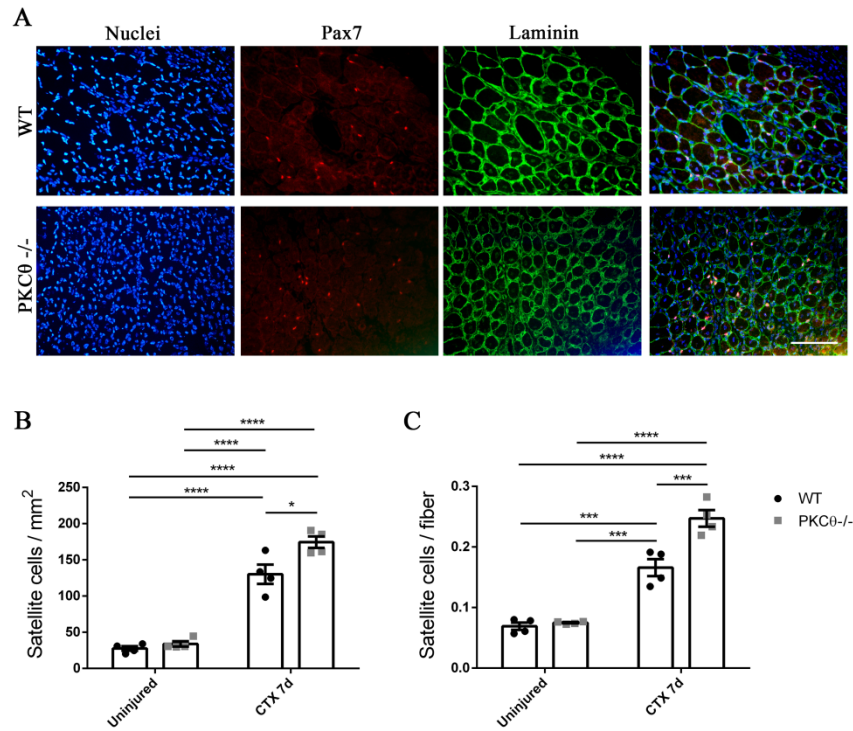 A
Nuclei Pax7 Laminin
WT
PKCθ -/-
B
****
****
****
****
*
Satellite cells / mm²
250
200
150
100
50
0
Uninjured
CTX 7d
C
****
****
***
***
***
Satellite cells / fiber
0.3
0.2
0.1
0.0
Uninjured
CTX 7d
WT
PKCθ-/-